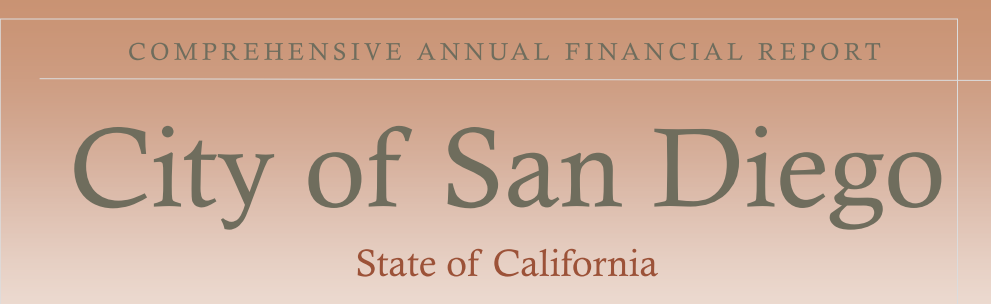 COMPREHENSIVE ANNUAL FINANCIAL REPORT
City of San Diego
State of California